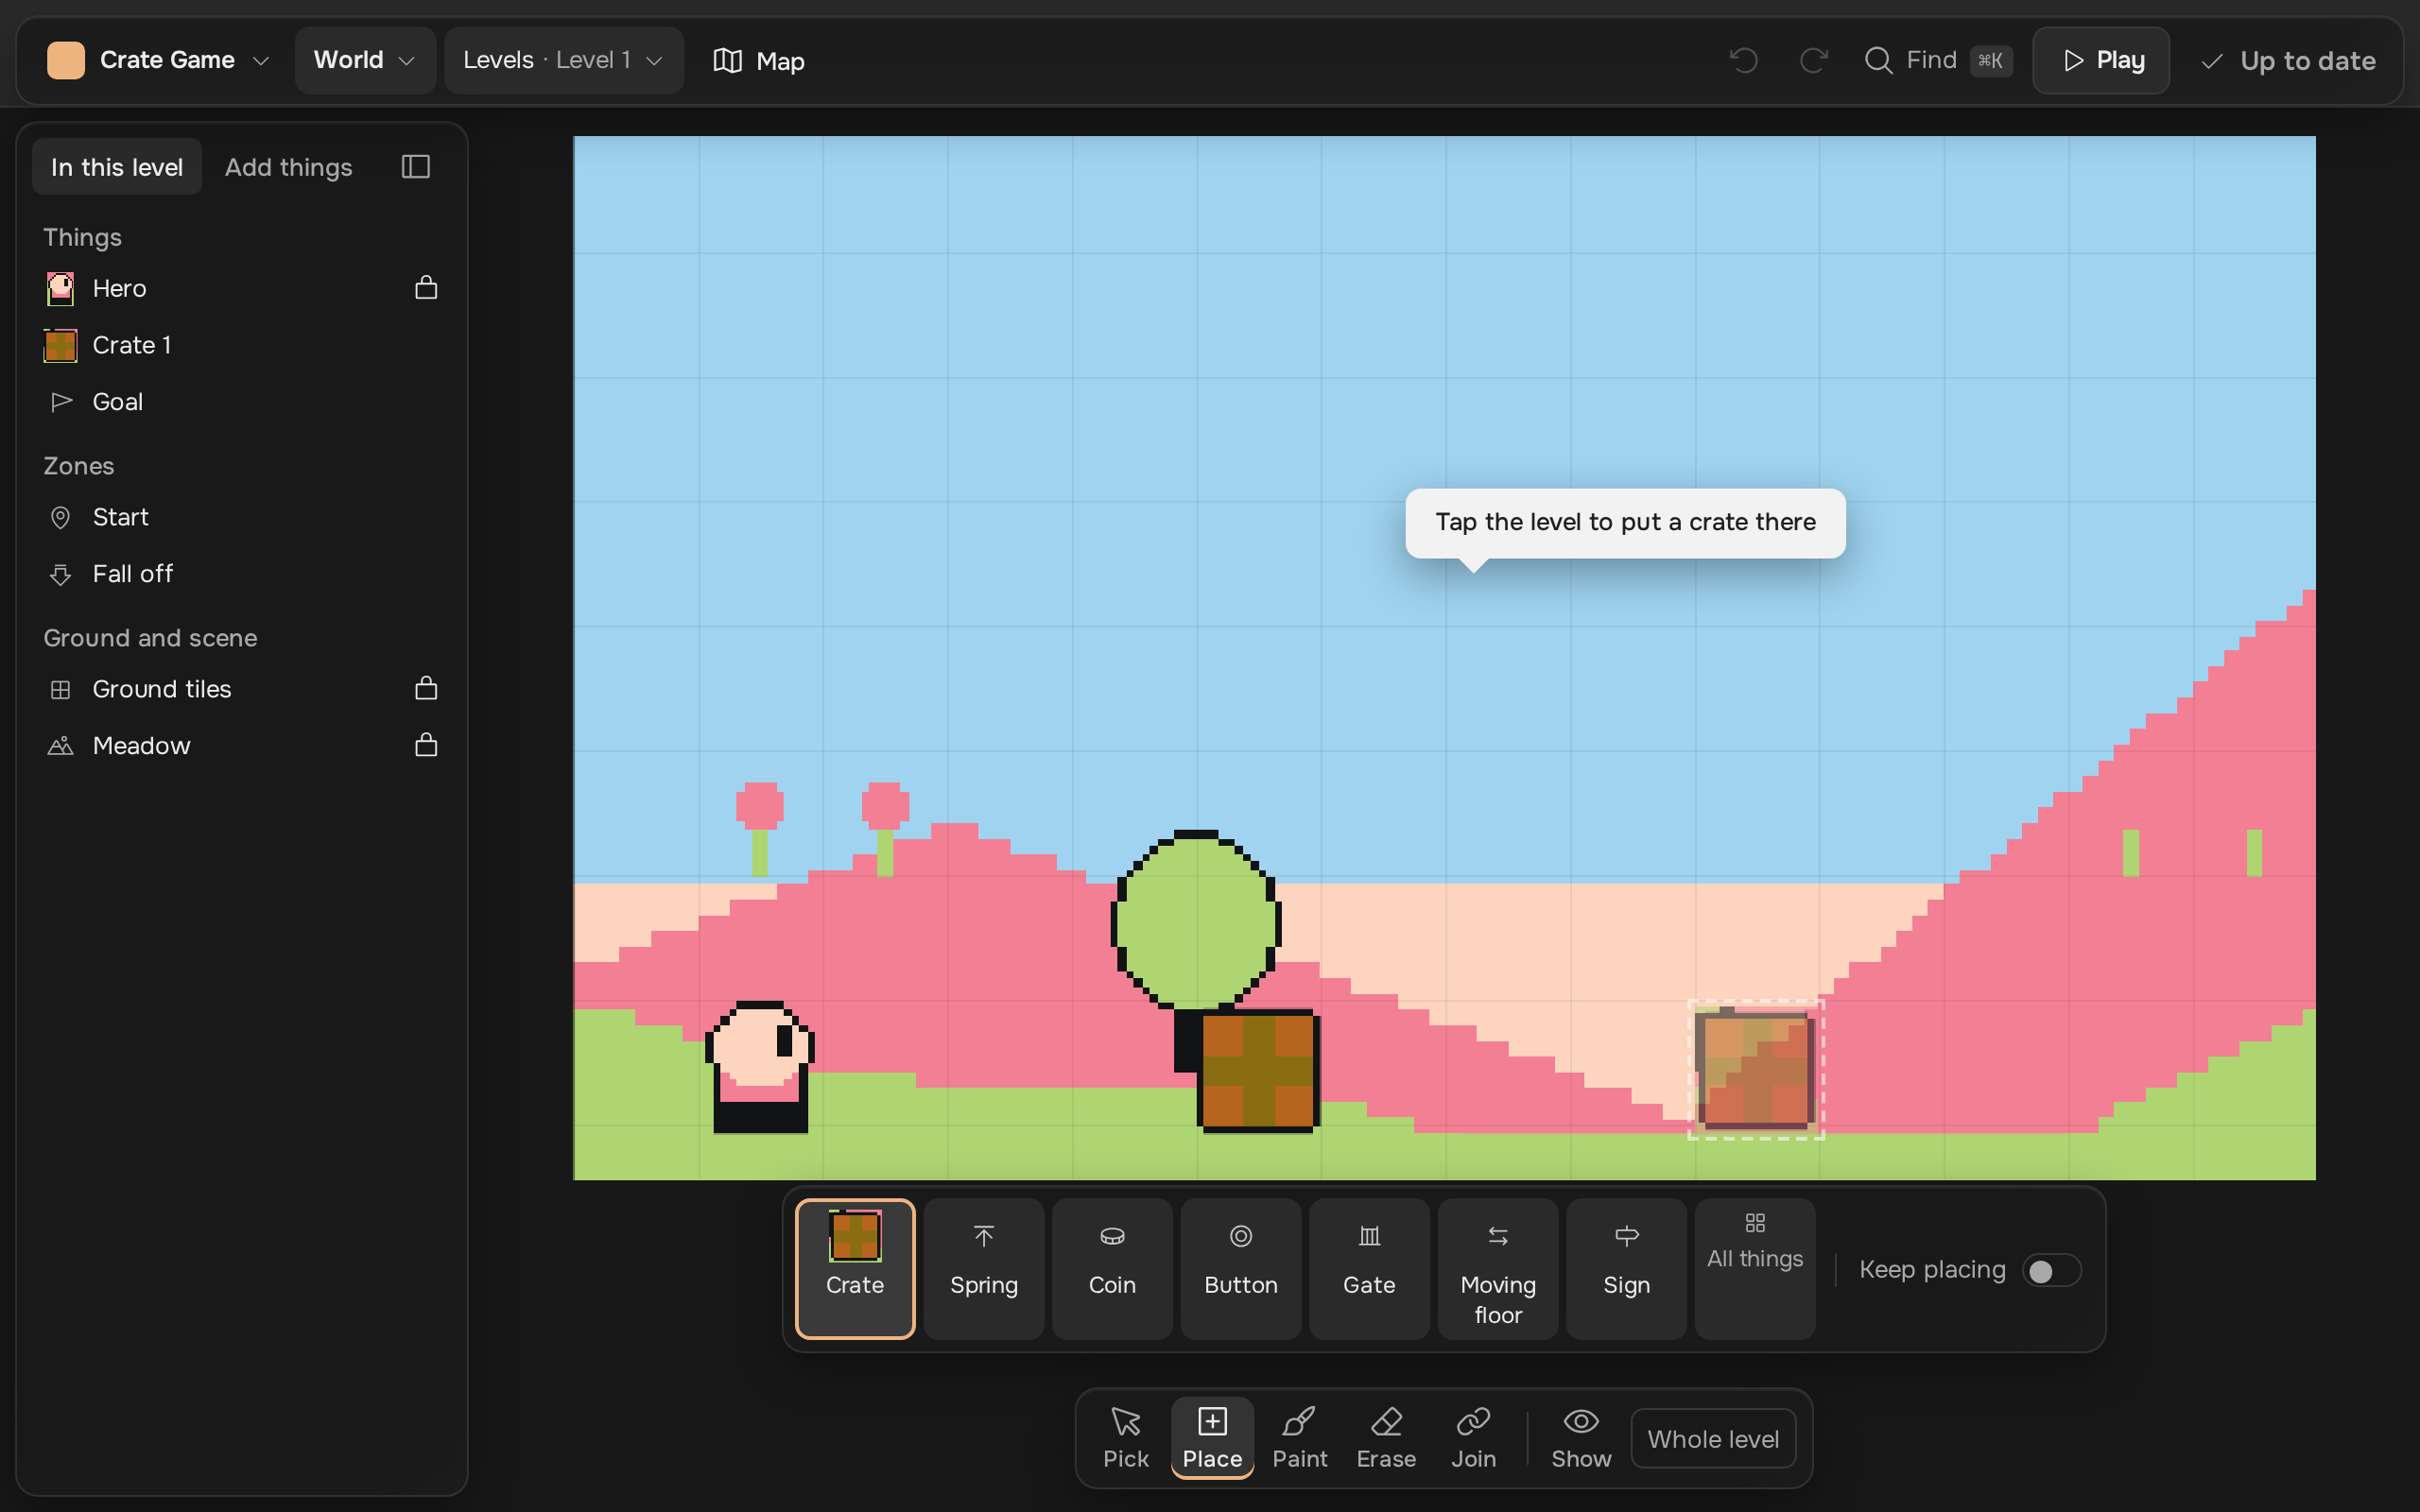 Crate Game
World
Levels · Level 1
Map
Find ⌘K
Play
Up to date
In this level
Add things
Things
Hero
Crate 1
Goal
Zones
Start
Fall off
Ground and scene
Ground tiles
Meadow
Tap the level to put a crate there
Crate
Spring
Coin
Button
Gate
Moving
floor
Sign
All things
Keep placing
Pick
Place
Paint
Erase
Join
Show
Whole level